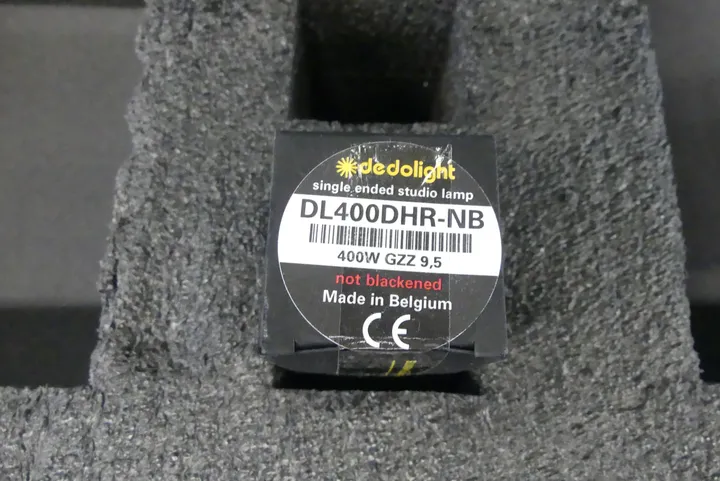 dedolight
single ended studio lamp
DL400DHR-NB
400W GZZ 9,5
not blackened
Made in Belgium
CE